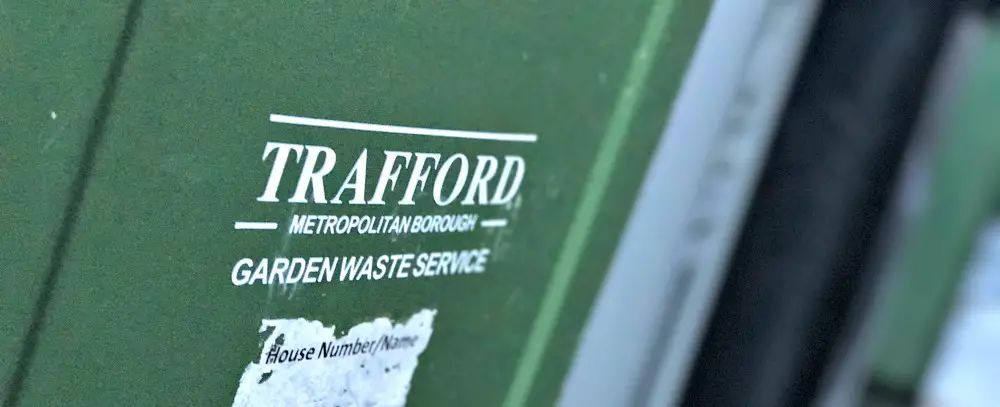 TRAFFORD
METROPOLITAN BOROUGH
GARDEN WASTE SERVICE
House Number/Name